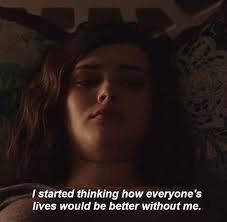 I started thinking how everyone's
lives would be better without me.